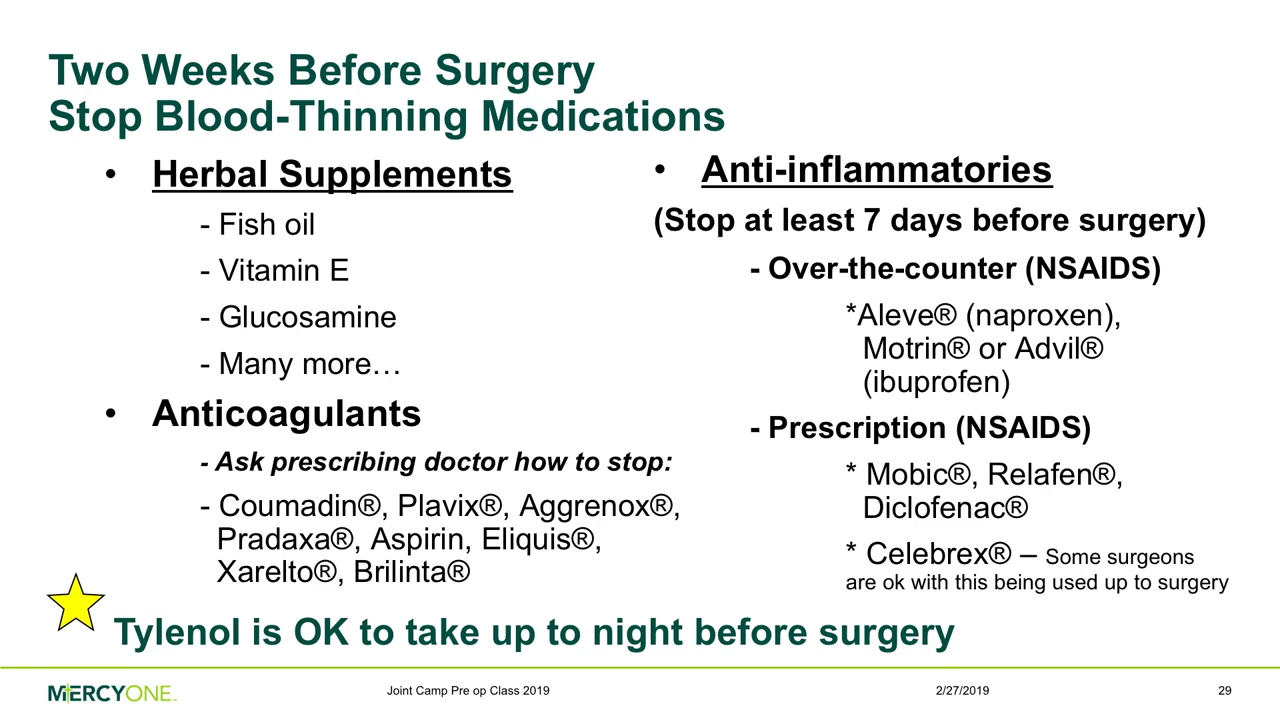 Two Weeks Before Surgery
Stop Blood-Thinning Medications
• Herbal Supplements
- Fish oil
- Vitamin E
- Glucosamine
- Many more…
• Anticoagulants
- Ask prescribing doctor how to stop:
- Coumadin®, Plavix®, Aggrenox®,
Pradaxa®, Aspirin, Eliquis®,
Xarelto®, Brilinta®
• Anti-inflammatories
(Stop at least 7 days before surgery)
- Over-the-counter (NSAIDS)
*Aleve® (naproxen),
Motrin® or Advil®
(ibuprofen)
- Prescription (NSAIDS)
* Mobic®, Relafen®,
Diclofenac®
* Celebrex® – Some surgeons
are ok with this being used up to surgery
Tylenol is OK to take up to night before surgery
MERCYONE
Joint Camp Pre op Class 2019
2/27/2019
29